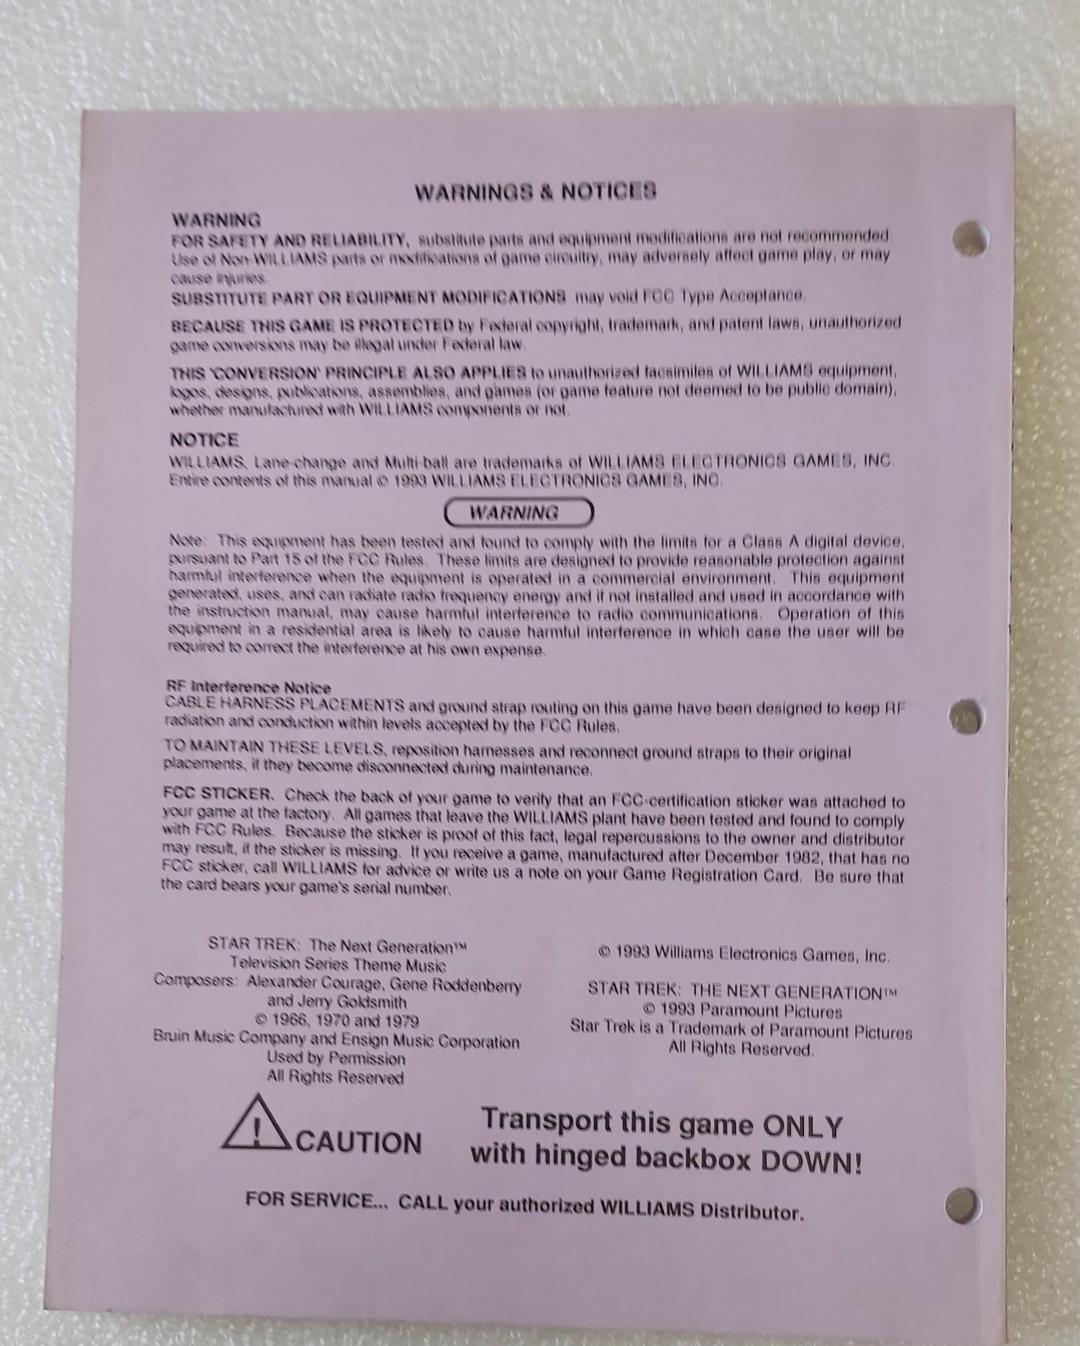 WARNINGS & NOTICES
WARNING
FOR SAFETY AND RELIABILITY, substitute parts and equipment modifications are not recommended.
Use of Non-WILLIAMS parts or modifications of game circuitry, may adversely affect game play, or may
cause injuries.
SUBSTITUTE PART OR EQUIPMENT MODIFICATIONS may void FCC Type Acceptance.
BECAUSE THIS GAME IS PROTECTED by Federal copyright, trademark, and patent laws, unauthorized
game conversions may be illegal under Federal law.
THIS 'CONVERSION' PRINCIPLE ALSO APPLIES to unauthorized facsimiles of WILLIAMS equipment,
logos, designs, publications, assemblies, and games (or game feature not deemed to be public domain),
whether manufactured with WILLIAMS components or not.
NOTICE
WILLIAMS, Lane-change and Multi-ball are trademarks of WILLIAMS ELECTRONICS GAMES, INC.
Entire contents of this manual © 1993 WILLIAMS ELECTRONICS GAMES, INC.
WARNING
Note: This equipment has been tested and found to comply with the limits for a Class A digital device,
pursuant to Part 15 of the FCC Rules. These limits are designed to provide reasonable protection against
harmful interference when the equipment is operated in a commercial environment. This equipment
generated, uses, and can radiate radio frequency energy and if not installed and used in accordance with
the instruction manual, may cause harmful interference to radio communications. Operation of this
equipment in a residential area is likely to cause harmful interference in which case the user will be
required to correct the interference at his own expense.
RF Interference Notice
CABLE HARNESS PLACEMENTS and ground strap routing on this game have been designed to keep RF
radiation and conduction within levels accepted by the FCC Rules.
TO MAINTAIN THESE LEVELS, reposition harnesses and reconnect ground straps to their original
placements, if they become disconnected during maintenance.
FCC STICKER. Check the back of your game to verify that an FCC-certification sticker was attached to
your game at the factory. All games that leave the WILLIAMS plant have been tested and found to comply
with FCC Rules. Because the sticker is proof of this fact, legal repercussions to the owner and distributor
may result, if the sticker is missing. If you receive a game, manufactured after December 1982, that has no
FCC sticker, call WILLIAMS for advice or write us a note on your Game Registration Card. Be sure that
the card bears your game's serial number.
STAR TREK: The Next Generation™
Television Series Theme Music
Composers: Alexander Courage, Gene Roddenberry
and Jerry Goldsmith
© 1966, 1970 and 1979
Bruin Music Company and Ensign Music Corporation
Used by Permission
All Rights Reserved
© 1993 Williams Electronics Games, Inc.
STAR TREK: THE NEXT GENERATION™
© 1993 Paramount Pictures
Star Trek is a Trademark of Paramount Pictures
All Rights Reserved.
! CAUTION
Transport this game ONLY
with hinged backbox DOWN!
FOR SERVICE... CALL your authorized WILLIAMS Distributor.